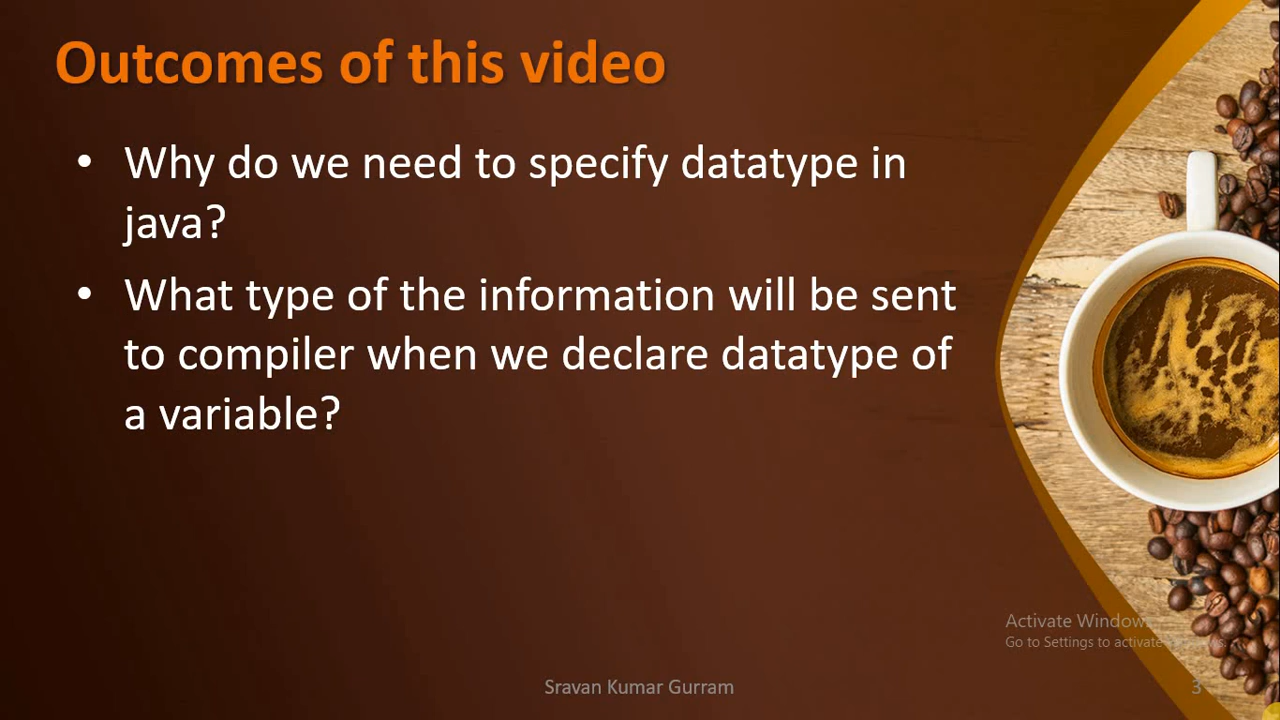 Outcomes of this video
• Why do we need to specify datatype in
java?
• What type of the information will be sent
to compiler when we declare datatype of
a variable?
Activate Windows
Go to Settings to activate
Sravan Kumar Gurram
3